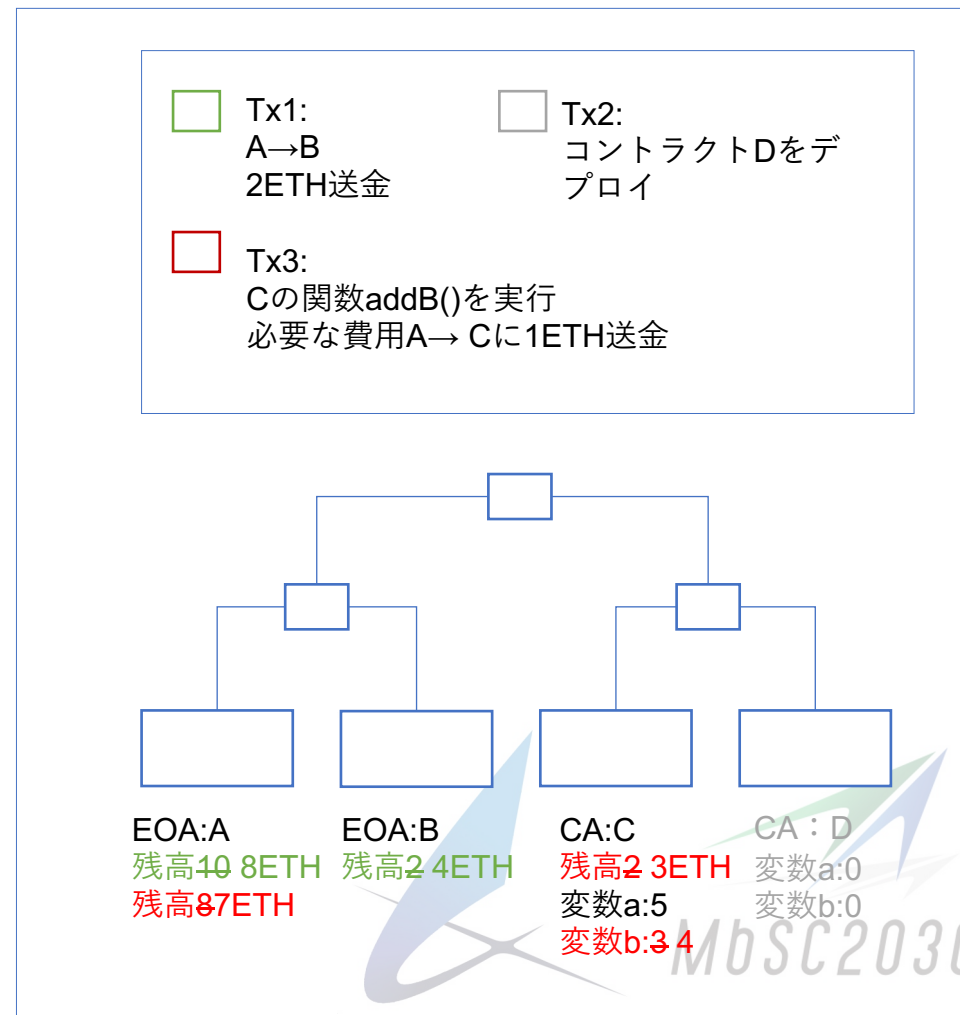 Tx1:
A→B
2ETH送金
Tx2:
コントラクトDをデ
プロイ
Tx3:
Cの関数addB()を実行
必要な費用A→ Cに1ETH送金
EOA:A
残高10 8ETH
残高87ETH
EOA:B
残高2 4ETH
CA:C
残高2 3ETH
変数a:5
変数b:3 4
CA：D
変数a:0
変数b:0
MbSC2030